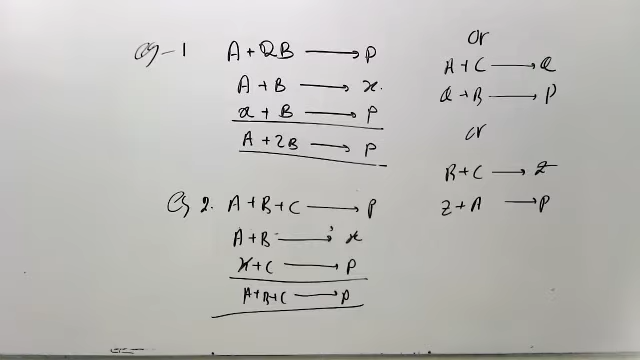 Eg-1 A + 2B ⟶ P
A + B ⟶ x.
x + B ⟶ P
A + 2B ⟶ P
Eg 2. A + B + C ⟶ P
A + B ⟶ x
x + C ⟶ P
A + B + C ⟶ P
or
A + C ⟶ Q
Q + B ⟶ P
or
B + C ⟶ Z
Z + A ⟶ P